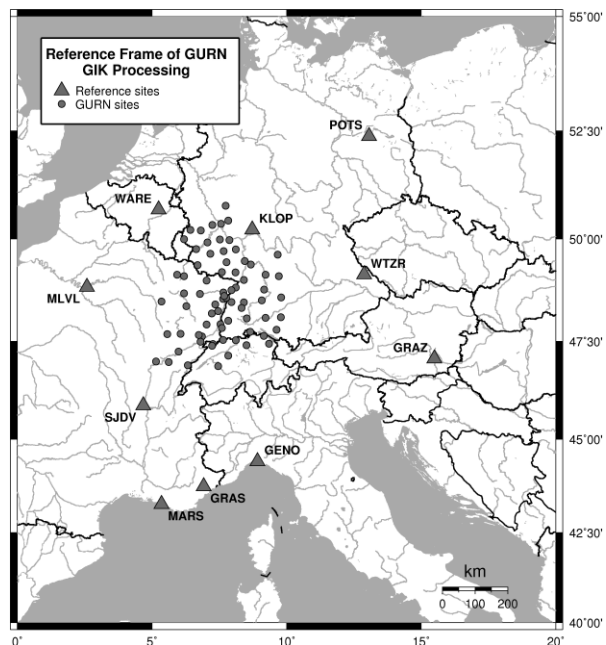 Reference Frame of GURN
GIK Processing
Reference sites
GURN sites
POTS
WARE
KLOP
WTZR
MLVL
GRAZ
SJDV
GENO
GRAS
MARS
km
0 100 200
55˚00'
52˚30'
50˚00'
47˚30'
45˚00'
42˚30'
40˚00'
0˚ 5˚ 10˚ 15˚ 20˚